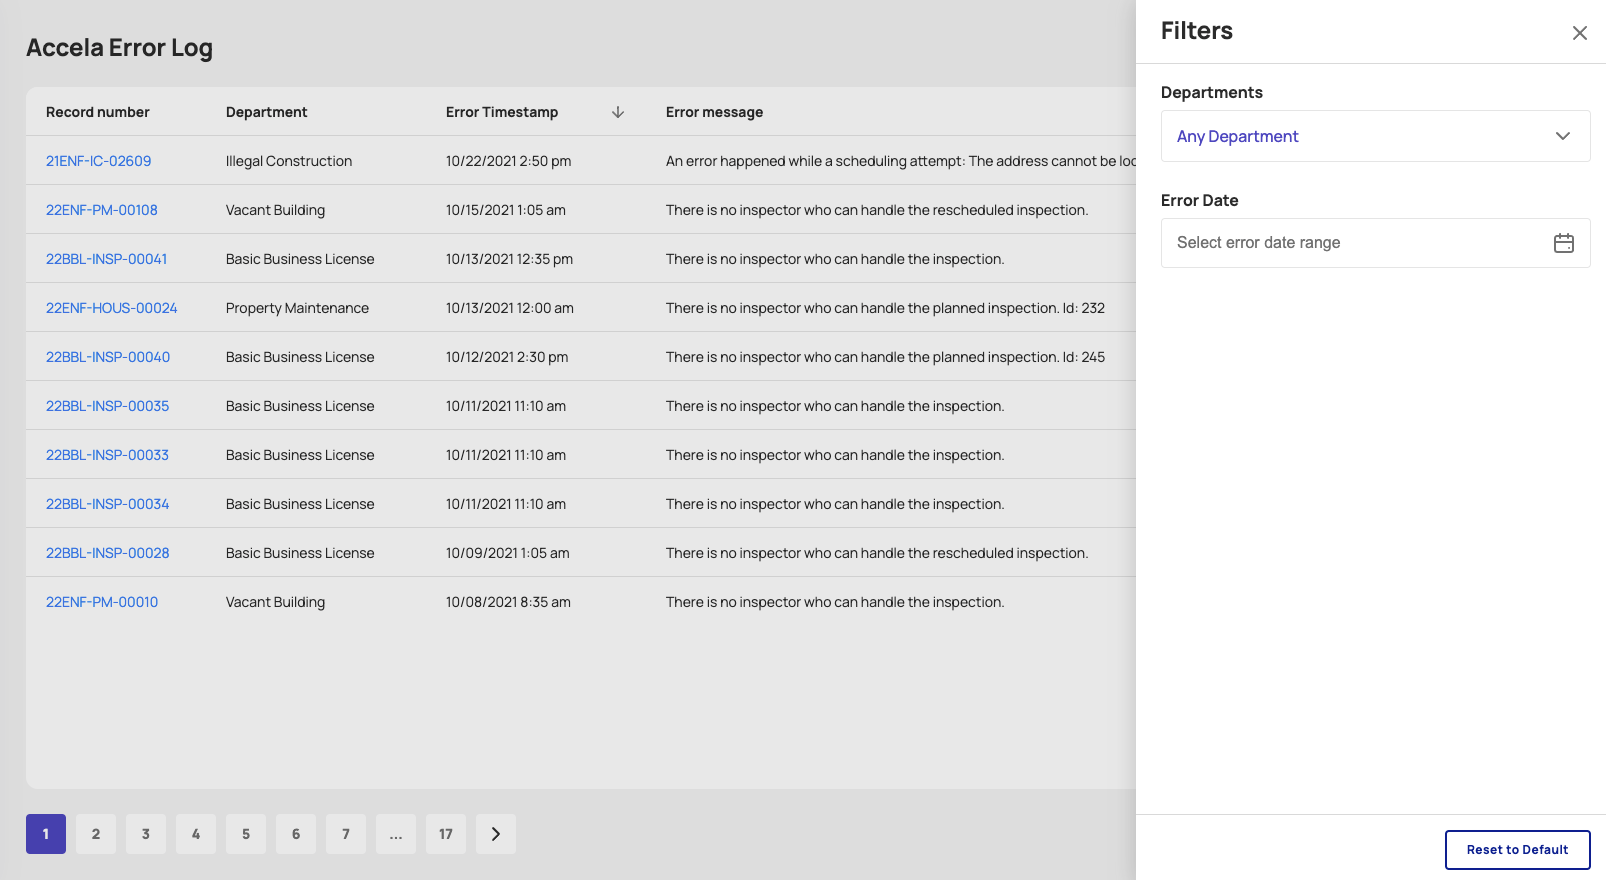 Accela Error Log
Record number Department Error Timestamp Error message
21ENF-IC-02609 Illegal Construction 10/22/2021 2:50 pm An error happened while a scheduling attempt: The address cannot be loc
22ENF-PM-00108 Vacant Building 10/15/2021 1:05 am There is no inspector who can handle the rescheduled inspection.
22BBL-INSP-00041 Basic Business License 10/13/2021 12:35 pm There is no inspector who can handle the inspection.
22ENF-HOUS-00024 Property Maintenance 10/13/2021 12:00 am There is no inspector who can handle the planned inspection. Id: 232
22BBL-INSP-00040 Basic Business License 10/12/2021 2:30 pm There is no inspector who can handle the planned inspection. Id: 245
22BBL-INSP-00035 Basic Business License 10/11/2021 11:10 am There is no inspector who can handle the inspection.
22BBL-INSP-00033 Basic Business License 10/11/2021 11:10 am There is no inspector who can handle the inspection.
22BBL-INSP-00034 Basic Business License 10/11/2021 11:10 am There is no inspector who can handle the inspection.
22BBL-INSP-00028 Basic Business License 10/09/2021 1:05 am There is no inspector who can handle the rescheduled inspection.
22ENF-PM-00010 Vacant Building 10/08/2021 8:35 am There is no inspector who can handle the inspection.
1 2 3 4 5 6 7 ... 17
Filters
Departments
Any Department
Error Date
Select error date range
Reset to Default